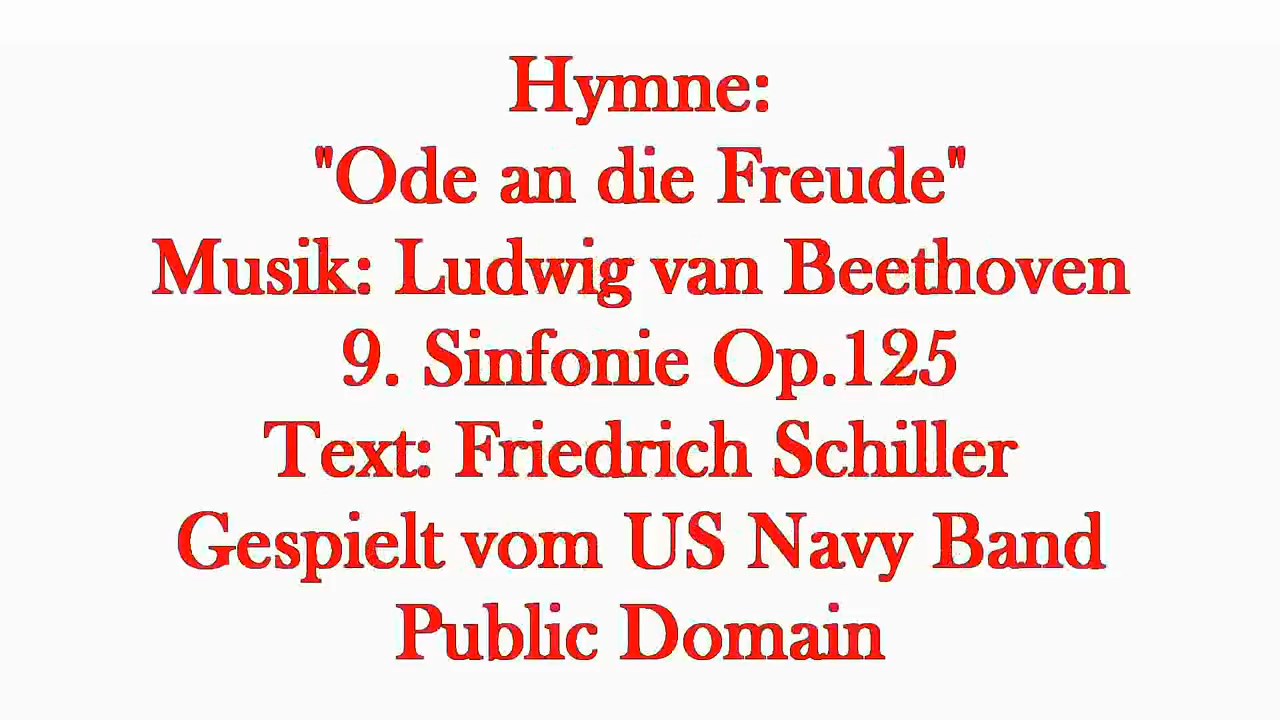 Hymne:
"Ode an die Freude"
Musik: Ludwig van Beethoven
9. Sinfonie Op.125
Text: Friedrich Schiller
Gespielt vom US Navy Band
Public Domain